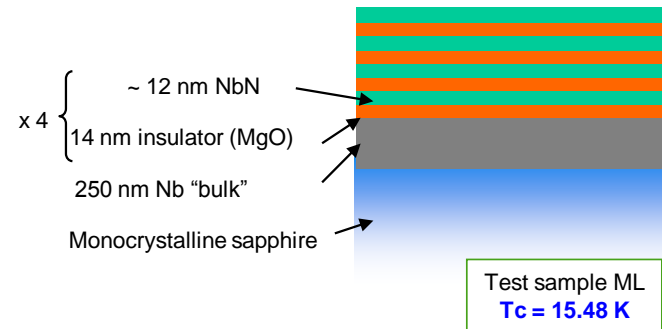 ~ 12 nm NbN
x 4
14 nm insulator (MgO)
250 nm Nb “bulk”
Monocrystalline sapphire
Test sample ML
Tc = 15.48 K